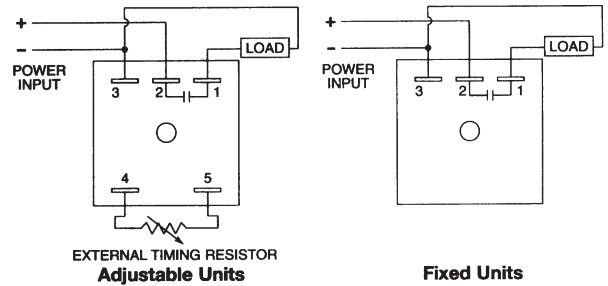 +
−
LOAD
POWER
INPUT
3 2 1
4 5
EXTERNAL TIMING RESISTOR
Adjustable Units
+
−
LOAD
POWER
INPUT
3 2 1
Fixed Units